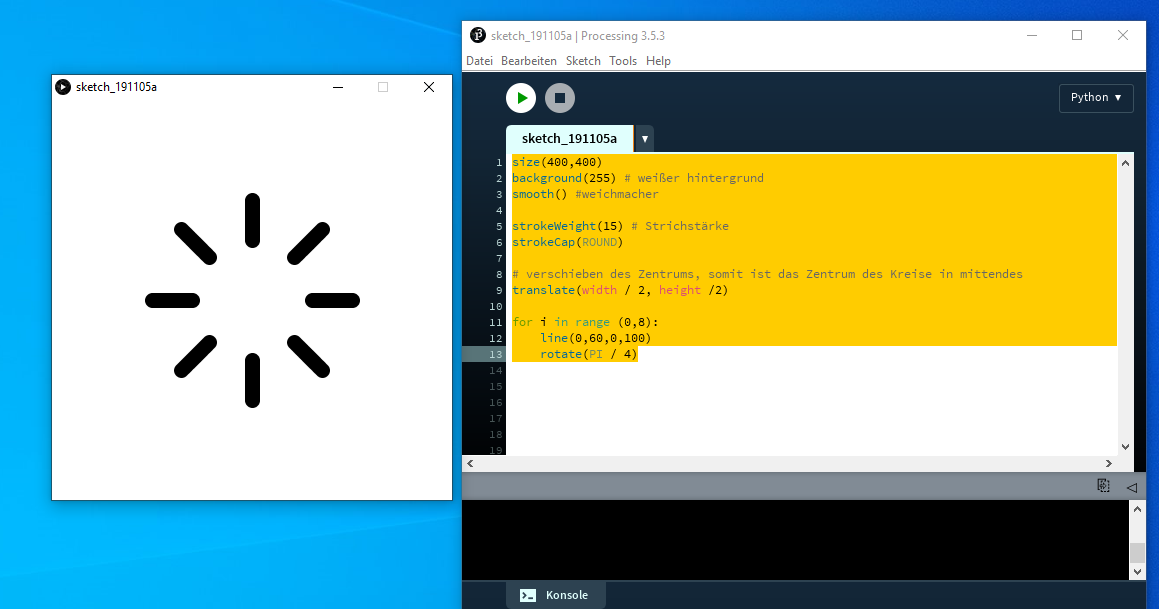 sketch_191105a
sketch_191105a | Processing 3.5.3
Datei Bearbeiten Sketch Tools Help
Python ▼
sketch_191105a ▼
1 size(400,400)
2 background(255) # weißer hintergrund
3 smooth() #weichmacher
4
5 strokeWeight(15) # Strichstärke
6 strokeCap(ROUND)
7
8 # verschieben des Zentrums, somit ist das Zentrum des Kreise in mittendes
9 translate(width / 2, height /2)
10
11 for i in range (0,8):
12     line(0,60,0,100)
13     rotate(PI / 4)
14
15
16
17
18
19
Konsole